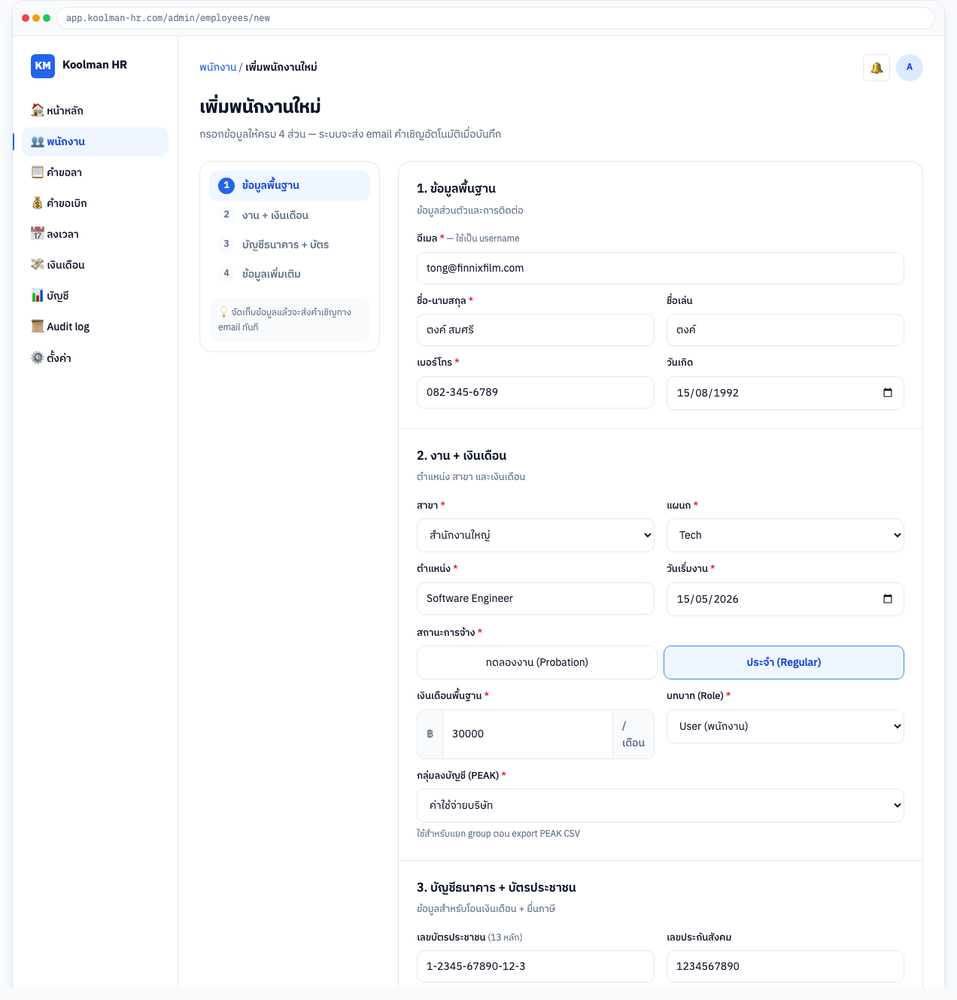 app.koolman-hr.com/admin/employees/new
KM Koolman HR
หน้าหลัก
พนักงาน
คำขอลา
คำขอเบิก
ลงเวลา
เงินเดือน
บัญชี
Audit log
ตั้งค่า
พนักงาน / เพิ่มพนักงานใหม่
A
เพิ่มพนักงานใหม่
กรอกข้อมูลให้ครบ 4 ส่วน — ระบบจะส่ง email คำเชิญอัตโนมัติเมื่อบันทึก
1 ข้อมูลพื้นฐาน
2 งาน + เงินเดือน
3 บัญชีธนาคาร + บัตร
4 ข้อมูลเพิ่มเติม
จัดเก็บข้อมูลแล้วจะส่งคำเชิญทาง
email ทันที
1. ข้อมูลพื้นฐาน
ข้อมูลส่วนตัวและการติดต่อ
อีเมล * — ใช้เป็น username
tong@finnixfilm.com
ชื่อ-นามสกุล * ชื่อเล่น
ตงค์ สมศรี ตงค์
เบอร์โทร * วันเกิด
082-345-6789 15/08/1992
2. งาน + เงินเดือน
ตำแหน่ง สาขา และเงินเดือน
สาขา * แผนก *
สำนักงานใหญ่ Tech
ตำแหน่ง * วันเริ่มงาน *
Software Engineer 15/05/2026
สถานะการจ้าง *
ทดลองงาน (Probation) ประจำ (Regular)
เงินเดือนพื้นฐาน * บทบาท (Role) *
฿ 30000 / เดือน User (พนักงาน)
กลุ่มลงบัญชี (PEAK) *
ค่าใช้จ่ายบริษัท
ใช้สำหรับแยก group ตอน export PEAK CSV
3. บัญชีธนาคาร + บัตรประชาชน
ข้อมูลสำหรับโอนเงินเดือน + ยื่นภาษี
เลขบัตรประชาชน (13 หลัก) เลขประกันสังคม
1-2345-67890-12-3 1234567890